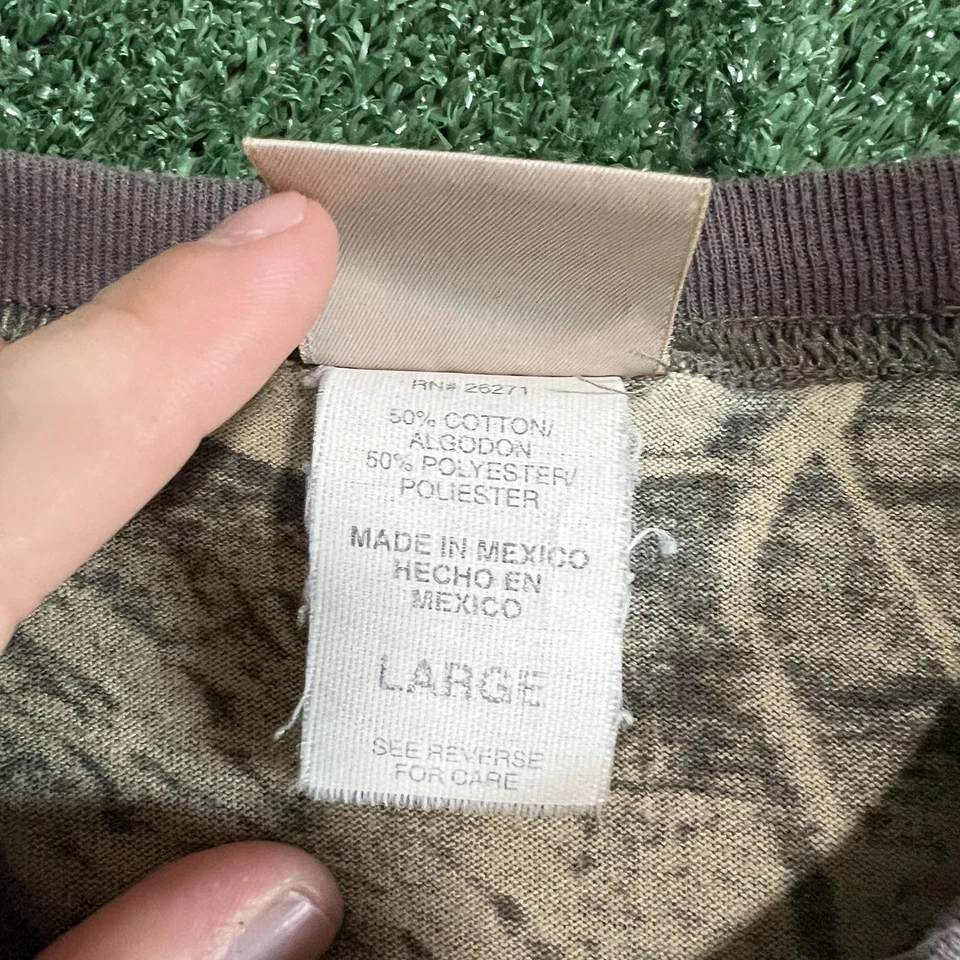 RN# 26271
50% COTTON/
ALGODON
50% POLYESTER/
POLIESTER
MADE IN MEXICO
HECHO EN
MEXICO
LARGE
SEE REVERSE
FOR CARE